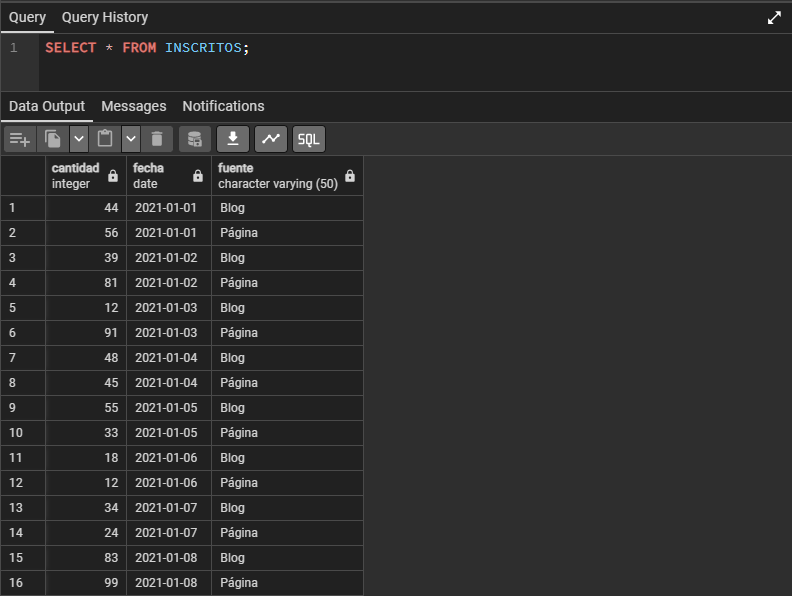 Query Query History
1 SELECT * FROM INSCRITOS;
Data Output Messages Notifications
SQL
cantidad fecha fuente
integer date character varying (50)
1 44 2021-01-01 Blog
2 56 2021-01-01 Página
3 39 2021-01-02 Blog
4 81 2021-01-02 Página
5 12 2021-01-03 Blog
6 91 2021-01-03 Página
7 48 2021-01-04 Blog
8 45 2021-01-04 Página
9 55 2021-01-05 Blog
10 33 2021-01-05 Página
11 18 2021-01-06 Blog
12 12 2021-01-06 Página
13 34 2021-01-07 Blog
14 24 2021-01-07 Página
15 83 2021-01-08 Blog
16 99 2021-01-08 Página